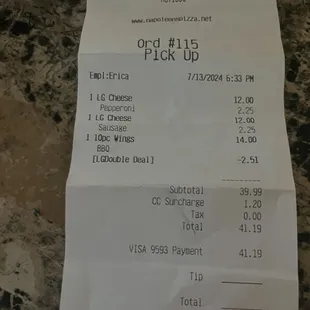 www.napoleonspizza.net
Ord #115
Pick Up
Empl:Erica 7/13/2024 6:33 PM
1 LG Cheese 12.00
Pepperoni 2.25
1 LG Cheese 12.00
Sausage 2.25
1 10pc Wings 14.00
BBQ
[LGDouble Deal] -2.51
Subtotal 39.99
CC Surcharge 1.20
Tax 0.00
Total 41.19
VISA 9593 Payment 41.19
Tip
Total